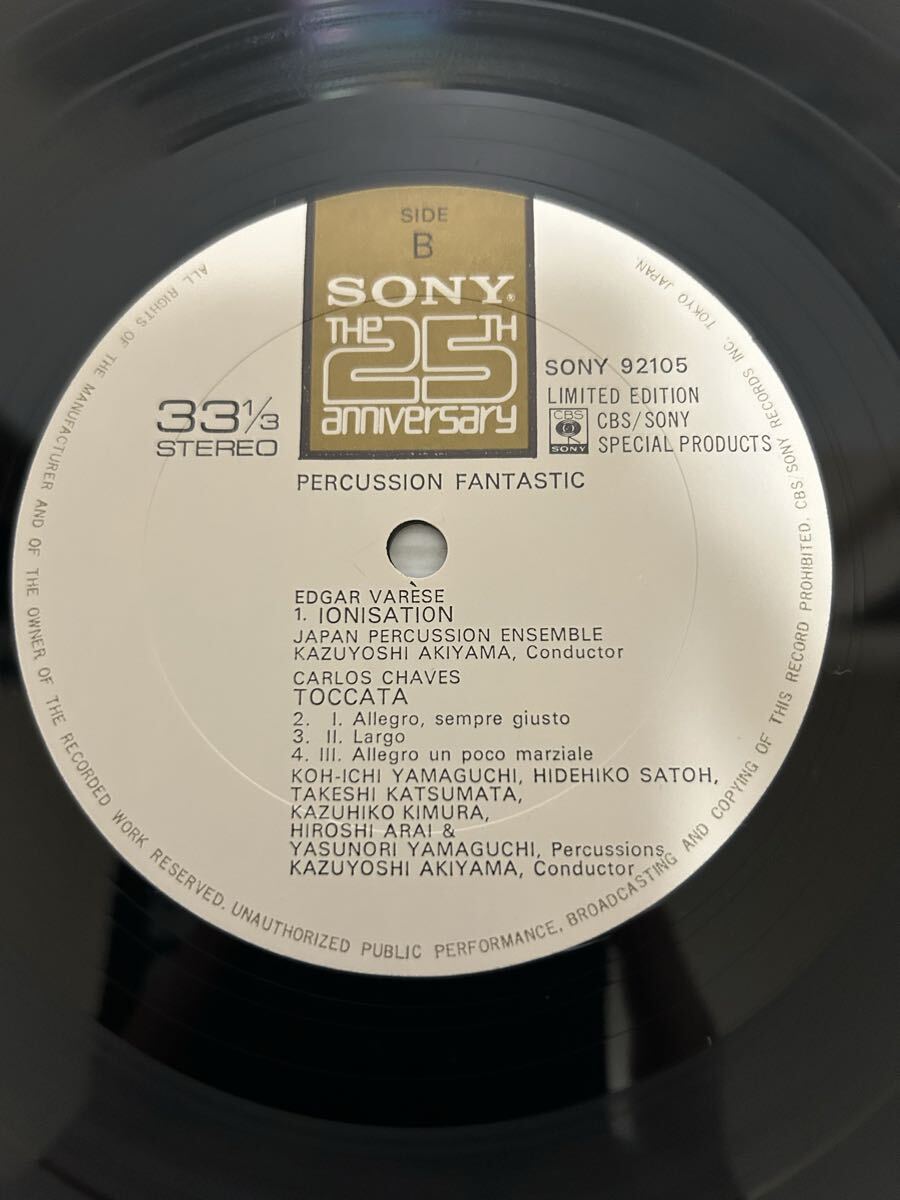 SIDE
B
SONY®
THE 25TH
anniversary
33 1/3
STEREO
SONY 92105
LIMITED EDITION
CBS
SONY
CBS/SONY
SPECIAL PRODUCTS
PERCUSSION FANTASTIC
EDGAR VARÈSE
1. IONISATION
JAPAN PERCUSSION ENSEMBLE
KAZUYOSHI AKIYAMA, Conductor
CARLOS CHAVES
TOCCATA
2. I. Allegro, sempre giusto
3. II. Largo
4. III. Allegro un poco marziale
KOH-ICHI YAMAGUCHI, HIDEHIKO SATOH,
TAKESHI KATSUMATA,
KAZUHIKO KIMURA,
HIROSHI ARAI &
YASUNORI YAMAGUCHI, Percussions
KAZUYOSHI AKIYAMA, Conductor
ALL RIGHTS OF THE MANUFACTURER AND OF THE OWNER OF THE RECORDED WORK RESERVED. UNAUTHORIZED PUBLIC PERFORMANCE, BROADCASTING AND COPYING OF THIS RECORD PROHIBITED. CBS/SONY RECORDS INC. TOKYO JAPAN.